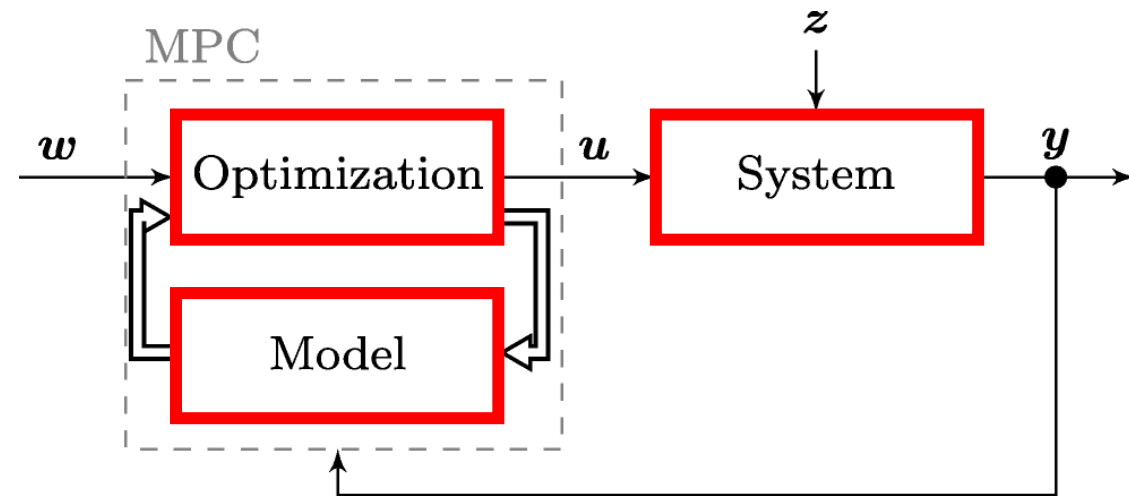 z
MPC
w
Optimization
u
System
y
Model